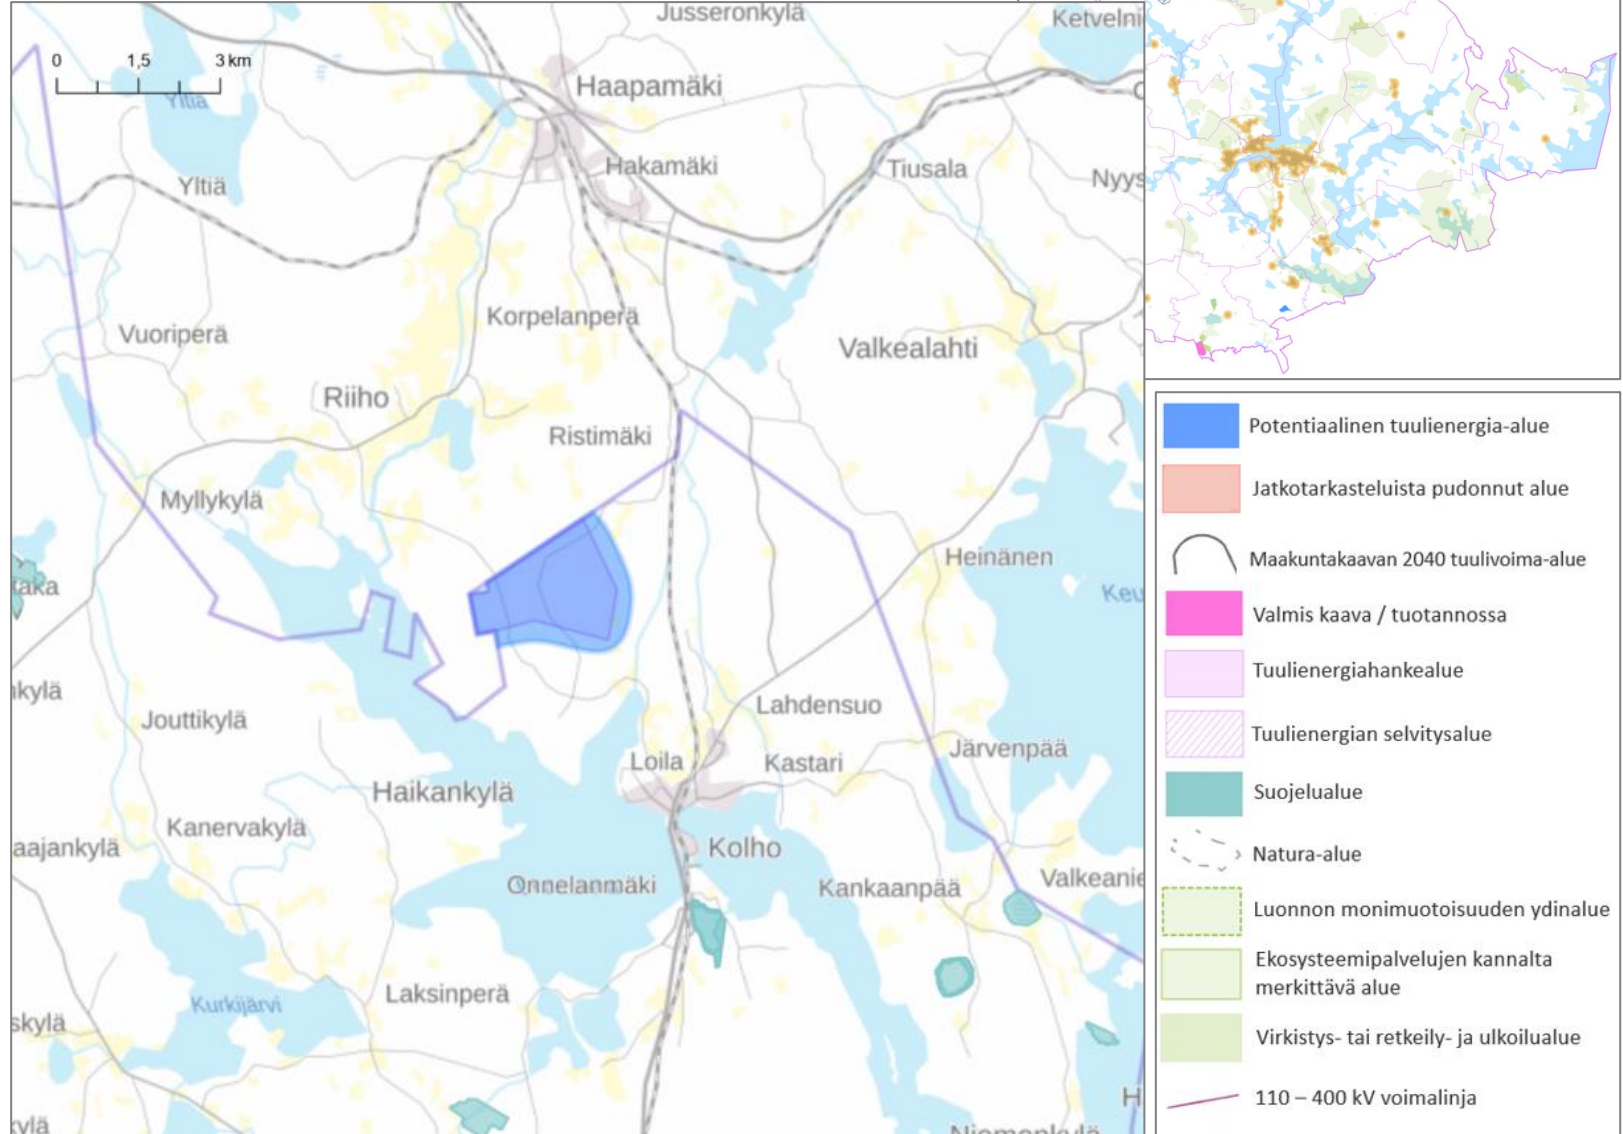 Jusseronkylä
Ketvelni
0 1,5 3 km
Yltiä
Haapamäki
Hakamäki
Tiusala
Nyys
Yltiä
Korpelanperä
Vuoriperä
Valkealahti
Riiho
Ristimäki
Myllykylä
Heinänen
taka
Keu
kylä
Lahdensuo
Jouttikylä
Järvenpää
Loila
Kastari
Haikankylä
Kanervakylä
aajankylä
Kolho
Onnelanmäki
Kankaanpää
Valkeanie
Laksinperä
Kurkijärvi
skylä
H
kylä
Niemenkylä
Potentiaalinen tuulienergia-alue
Jatkotarkasteluista pudonnut alue
Maakuntakaavan 2040 tuulivoima-alue
Valmis kaava / tuotannossa
Tuulienergiahankealue
Tuulienergian selvitysalue
Suojelualue
Natura-alue
Luonnon monimuotoisuuden ydinalue
Ekosysteemipalvelujen kannalta
merkittävä alue
Virkistys- tai retkeily- ja ulkoilualue
110 – 400 kV voimalinja